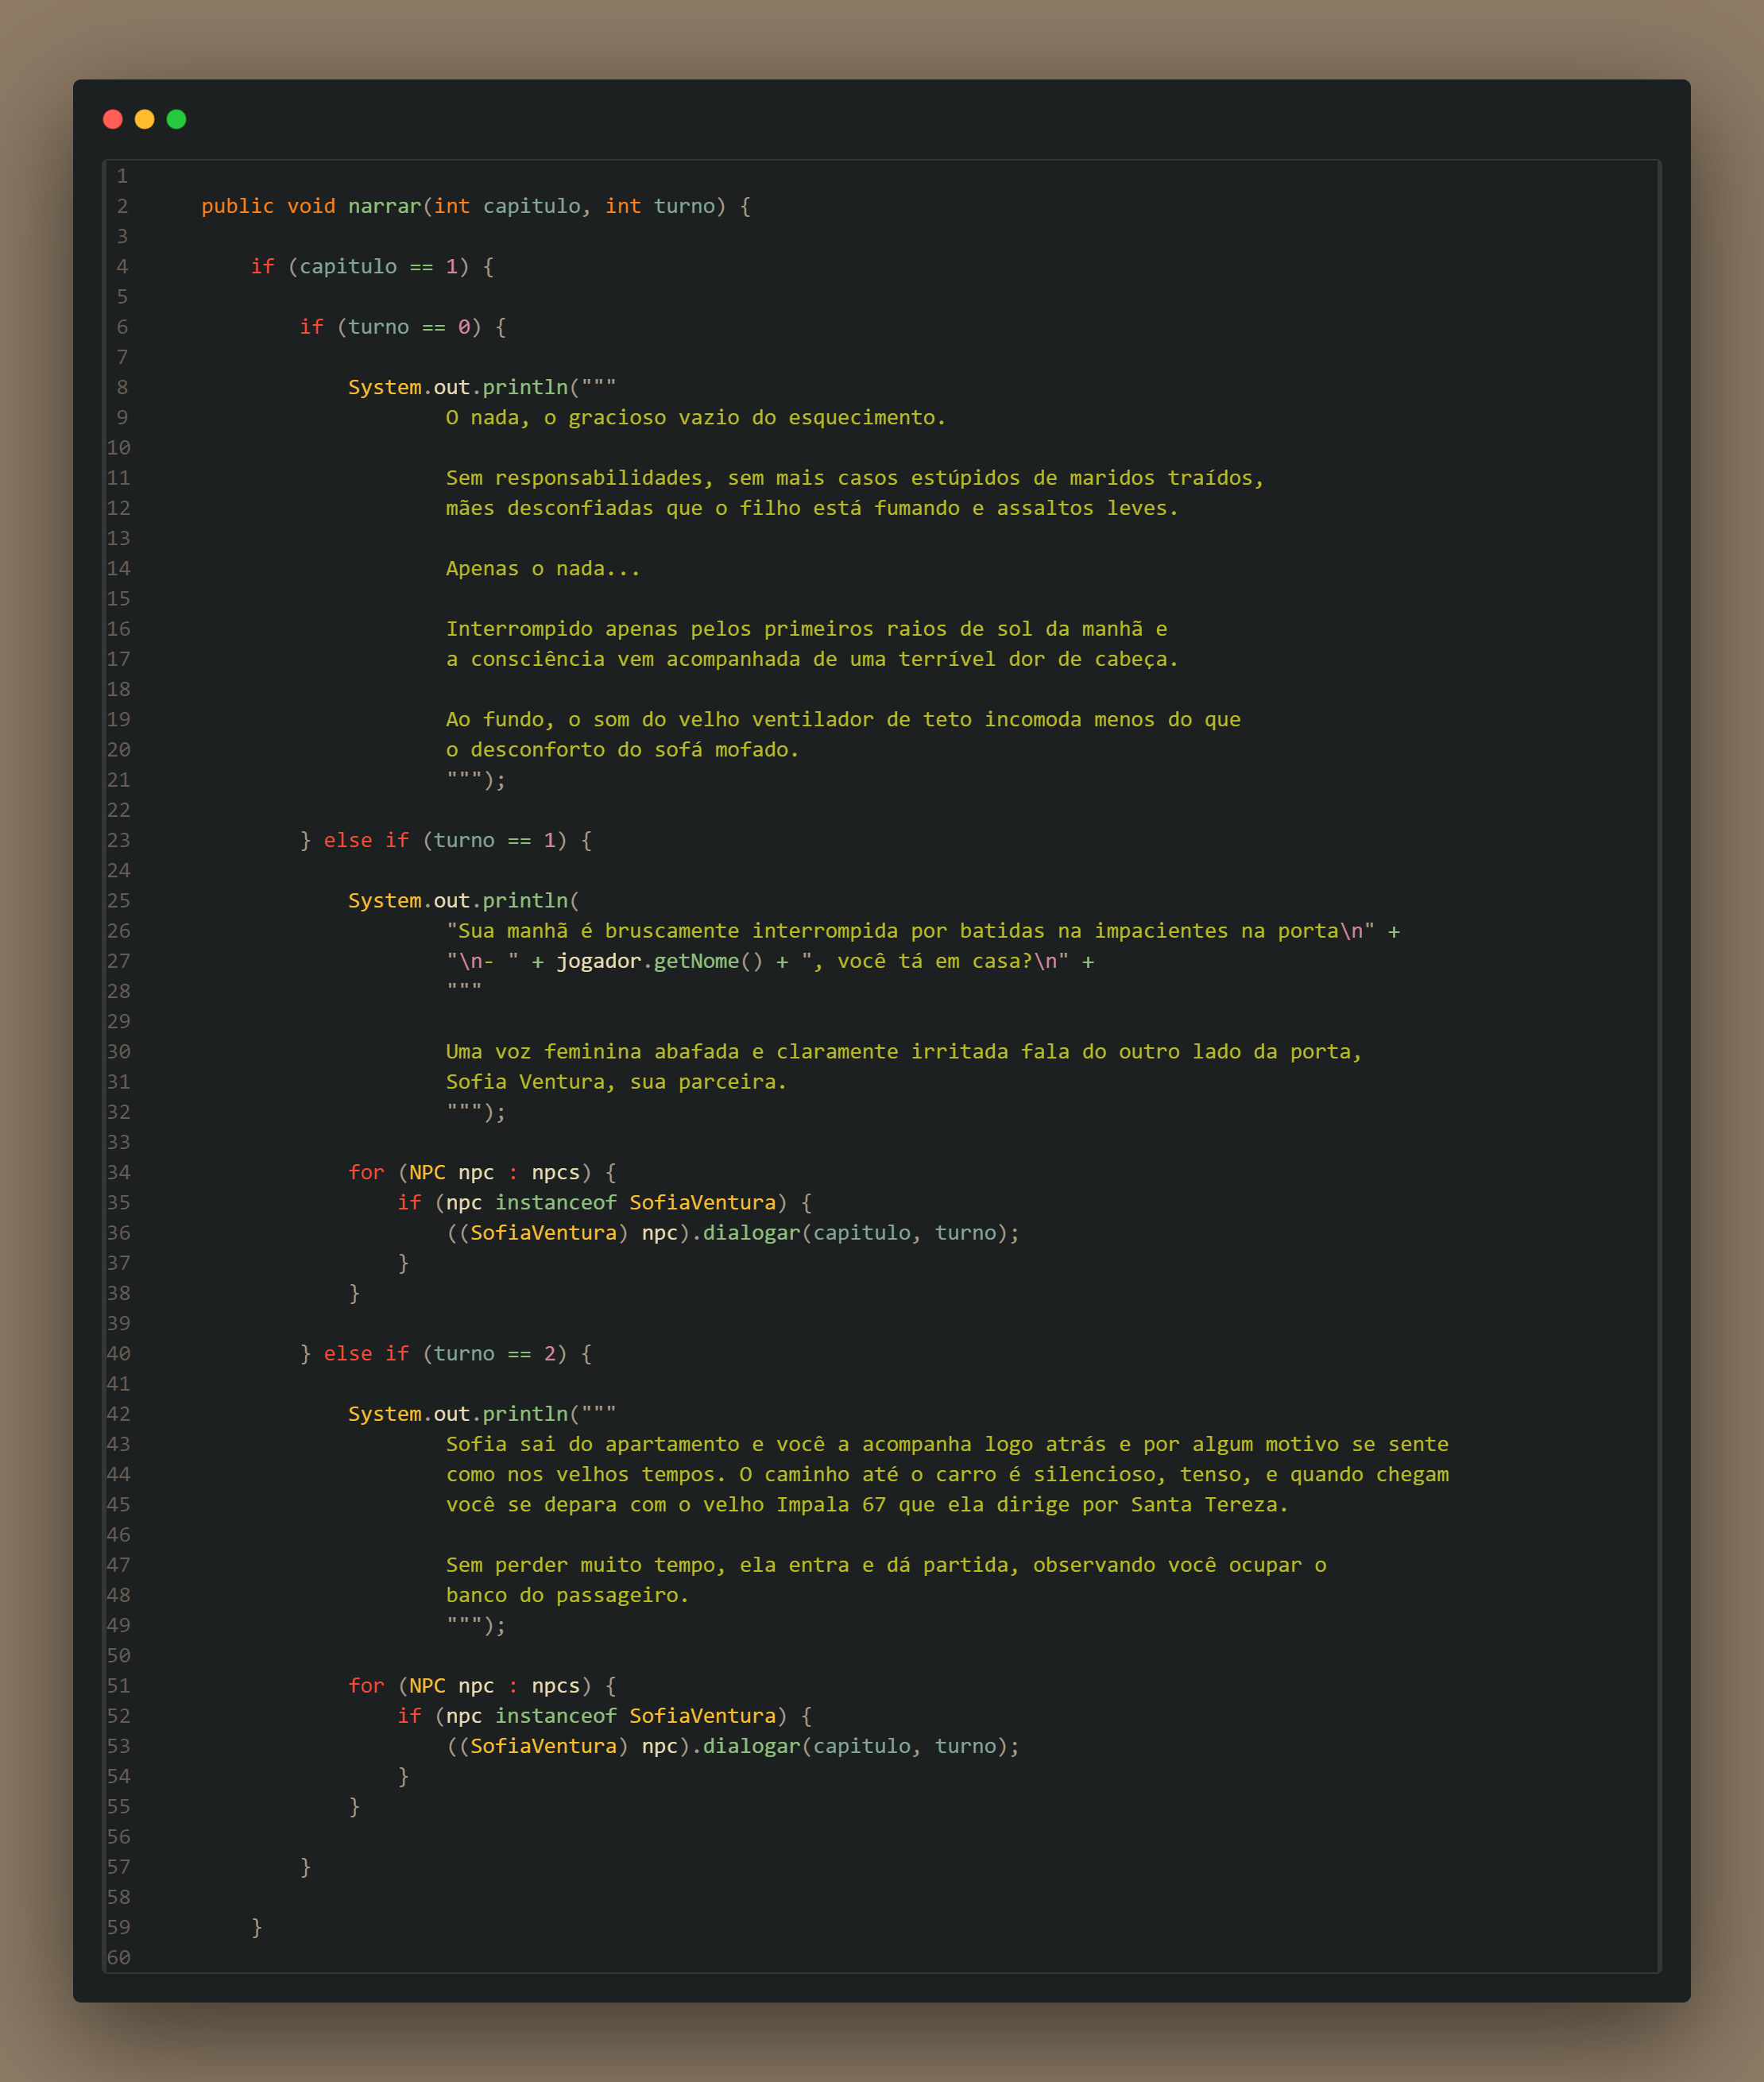 1
2 public void narrar(int capitulo, int turno) {
3
4 if (capitulo == 1) {
5
6 if (turno == 0) {
7
8 System.out.println("""
9 O nada, o gracioso vazio do esquecimento.
10
11 Sem responsabilidades, sem mais casos estúpidos de maridos traídos,
12 mães desconfiadas que o filho está fumando e assaltos leves.
13
14 Apenas o nada...
15
16 Interrompido apenas pelos primeiros raios de sol da manhã e
17 a consciência vem acompanhada de uma terrível dor de cabeça.
18
19 Ao fundo, o som do velho ventilador de teto incomoda menos do que
20 o desconforto do sofá mofado.
21 """);
22
23 } else if (turno == 1) {
24
25 System.out.println(
26 "Sua manhã é bruscamente interrompida por batidas na impacientes na porta\n" +
27 "\n- " + jogador.getNome() + ", você tá em casa?\n" +
28 """
29
30 Uma voz feminina abafada e claramente irritada fala do outro lado da porta,
31 Sofia Ventura, sua parceira.
32 """);
33
34 for (NPC npc : npcs) {
35 if (npc instanceof SofiaVentura) {
36 ((SofiaVentura) npc).dialogar(capitulo, turno);
37 }
38 }
39
40 } else if (turno == 2) {
41
42 System.out.println("""
43 Sofia sai do apartamento e você a acompanha logo atrás e por algum motivo se sente
44 como nos velhos tempos. O caminho até o carro é silencioso, tenso, e quando chegam
45 você se depara com o velho Impala 67 que ela dirige por Santa Tereza.
46
47 Sem perder muito tempo, ela entra e dá partida, observando você ocupar o
48 banco do passageiro.
49 """);
50
51 for (NPC npc : npcs) {
52 if (npc instanceof SofiaVentura) {
53 ((SofiaVentura) npc).dialogar(capitulo, turno);
54 }
55 }
56
57 }
58
59 }
60